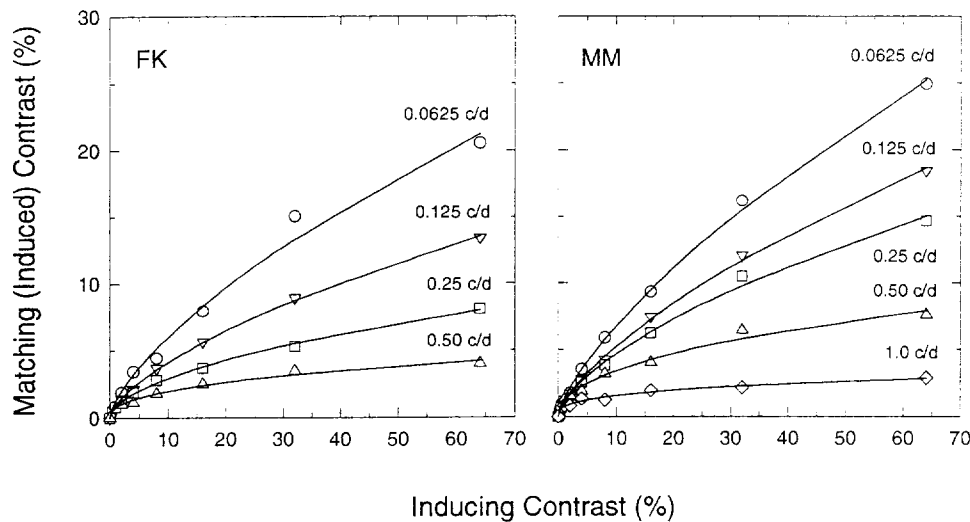 Matching (Induced) Contrast (%)
30
20
10
0
FK
0.0625 c/d
0.125 c/d
0.25 c/d
0.50 c/d
0 10 20 30 40 50 60 70
MM
0.0625 c/d
0.125 c/d
0.25 c/d
0.50 c/d
1.0 c/d
0 10 20 30 40 50 60 70
Inducing Contrast (%)